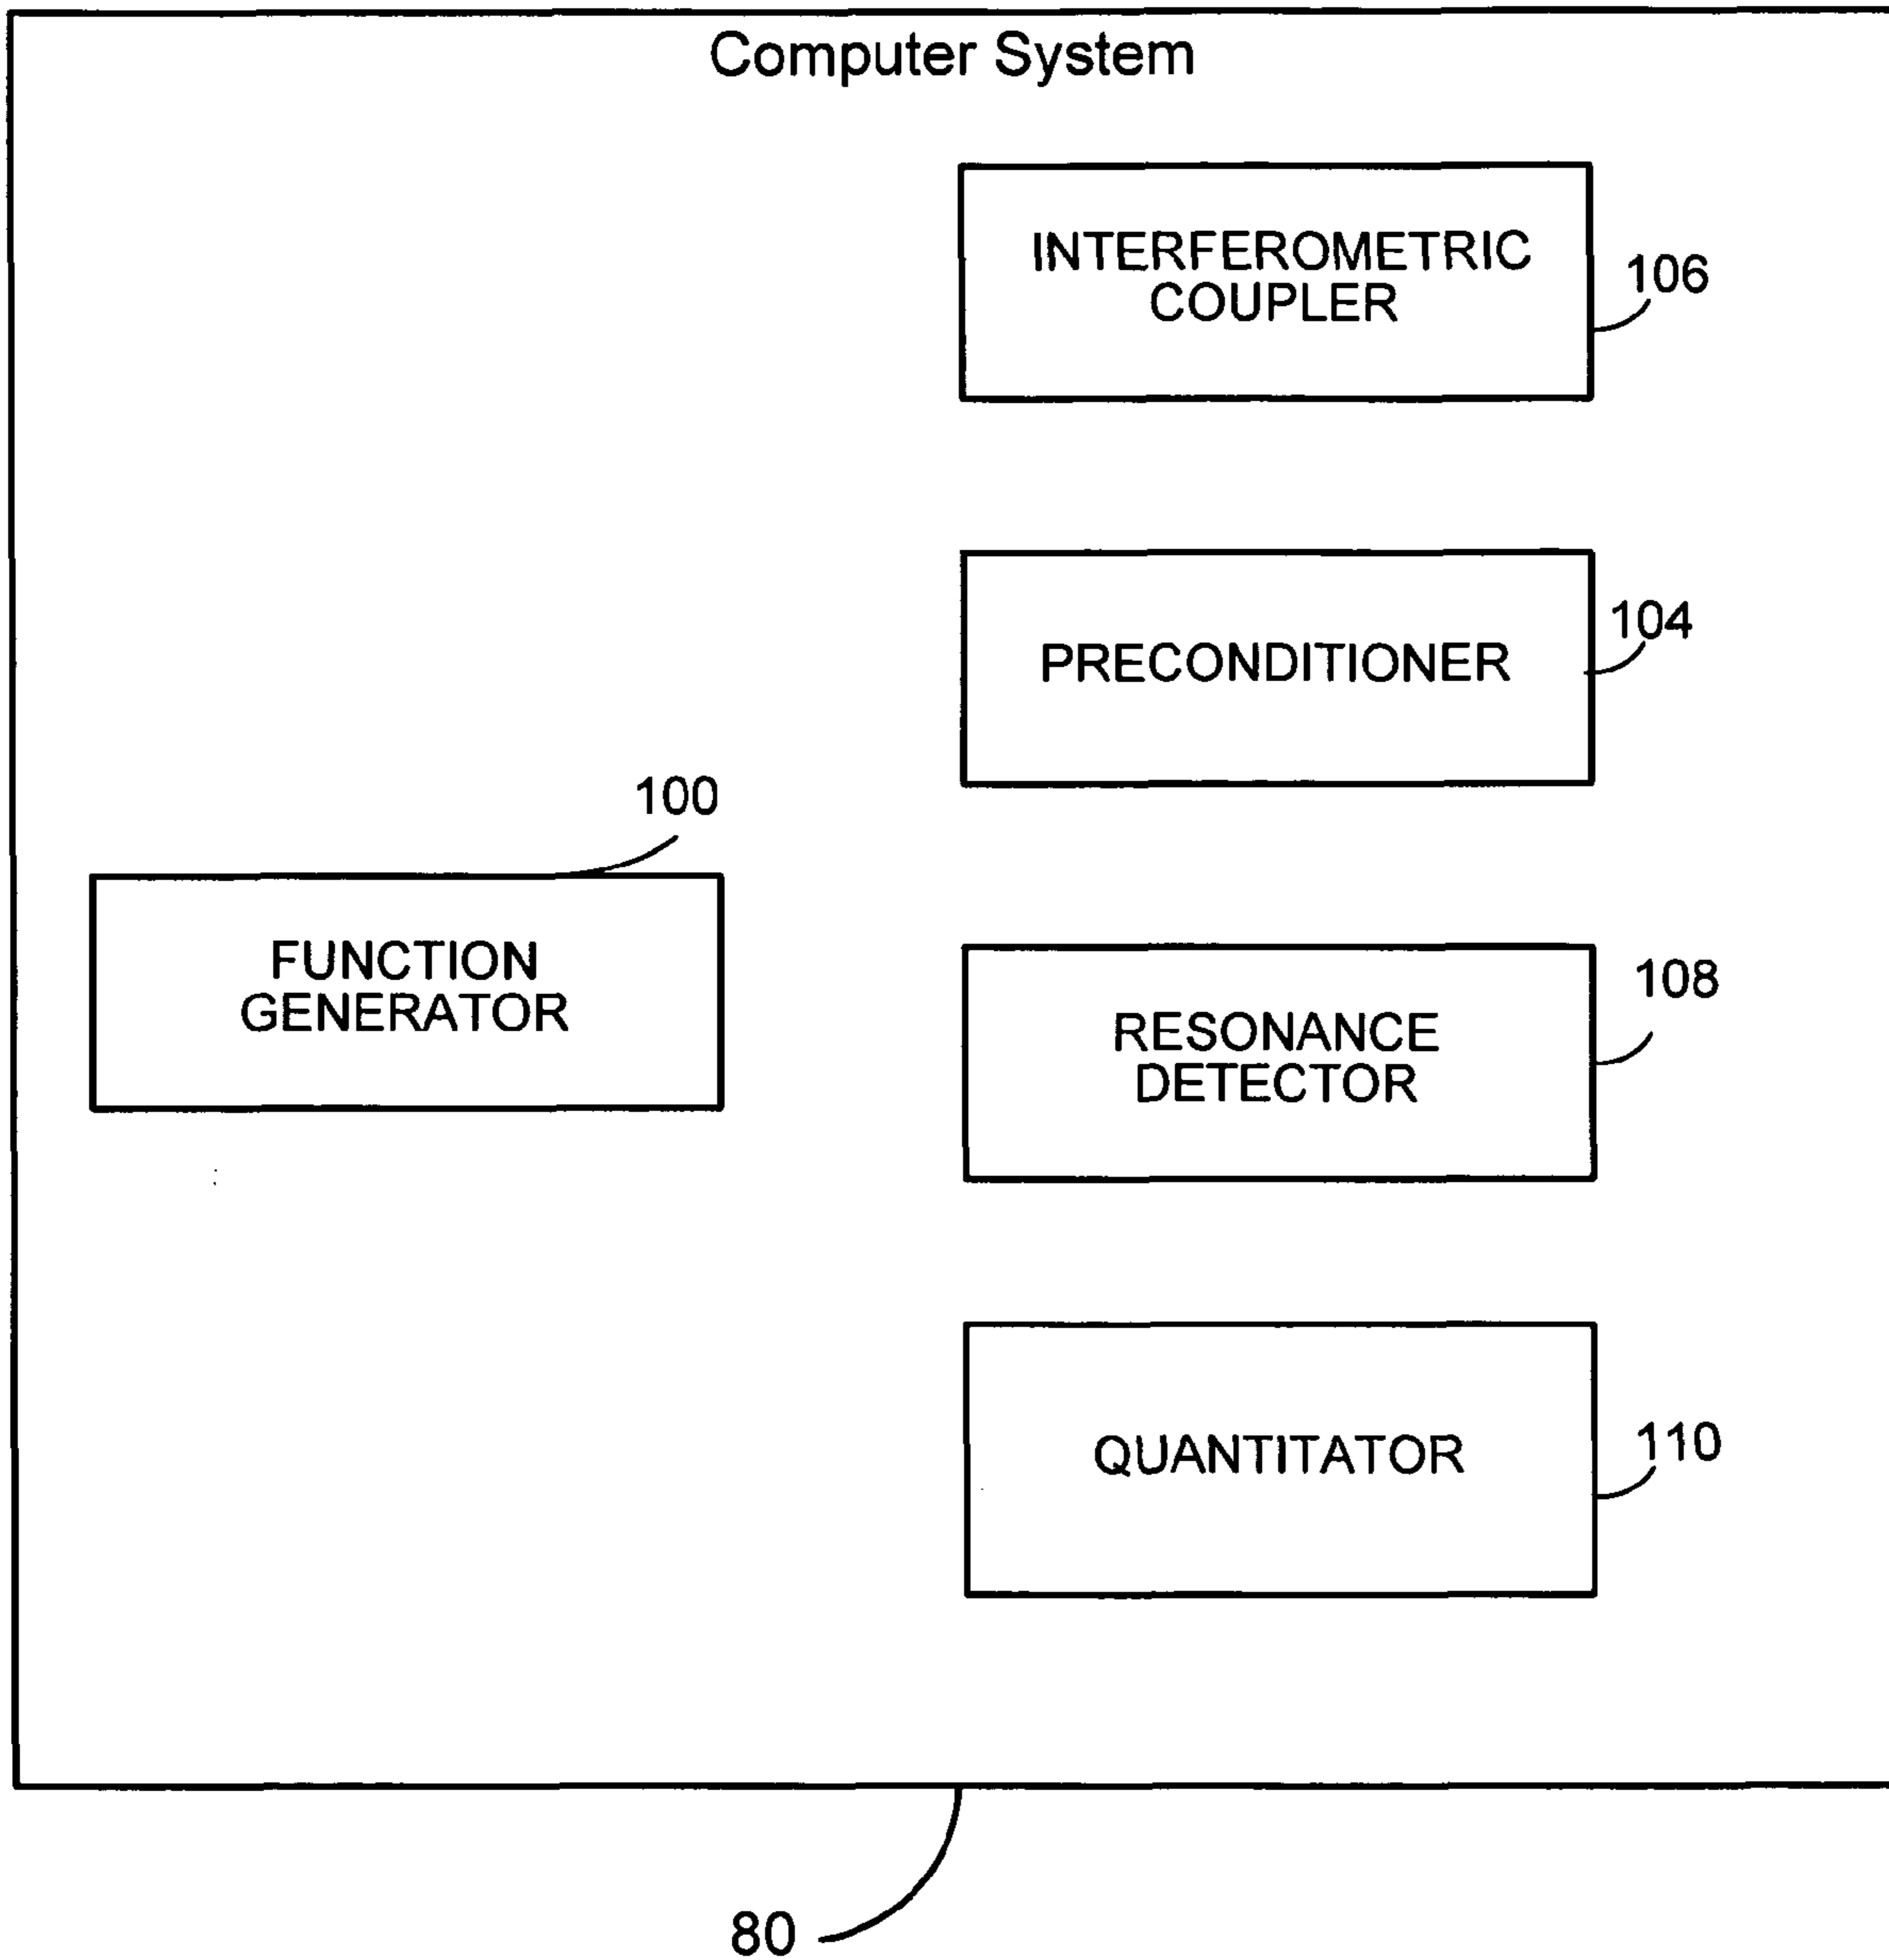 Computer System
INTERFEROMETRIC
COUPLER
106
PRECONDITIONER
104
100
FUNCTION
GENERATOR
RESONANCE
DETECTOR
108
QUANTITATOR
110
80